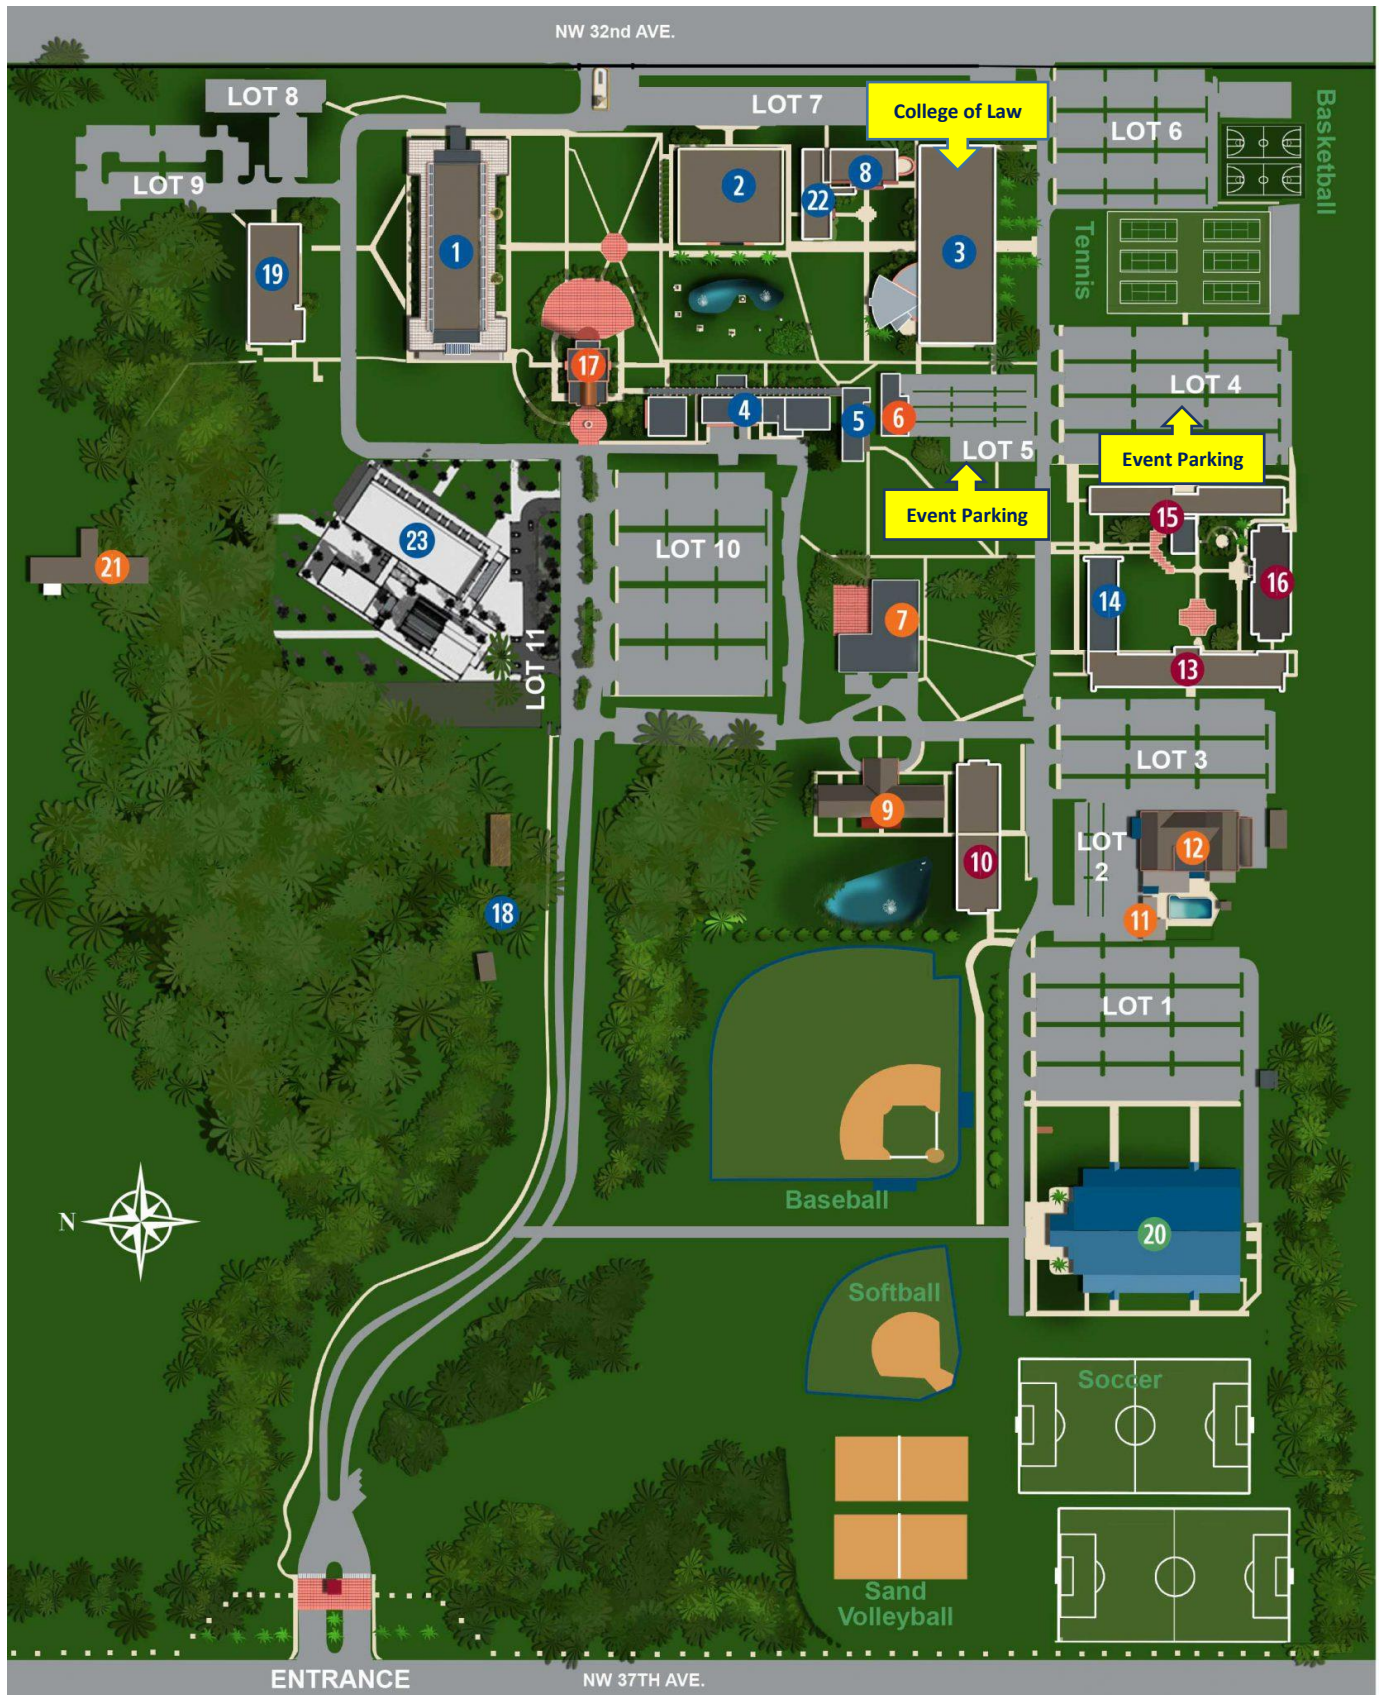 NW 32nd AVE.
LOT 8
LOT 7
College of Law
LOT 6
Basketball
LOT 9
8
2
22
1
3
19
Tennis
17
LOT 4
4
5
6
LOT 5
Event Parking
Event Parking
15
23
LOT 10
21
16
14
7
LOT 11
13
LOT 3
9
12
LOT
2
10
18
11
LOT 1
Baseball
N
20
Softball
Soccer
Sand
Volleyball
ENTRANCE
NW 37TH AVE.